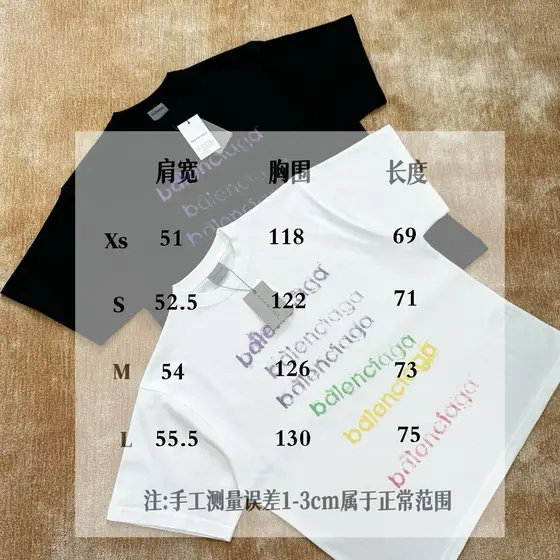 肩宽 胸围 长度
Xs 51 118 69
S 52.5 122 71
M 54 126 73
L 55.5 130 75
注:手工测量误差1-3cm属于正常范围
balenciaga
balenciaga
balenciaga
balenciaga
balenciaga
balenciaga
balenciaga
balenciaga
balenciaga